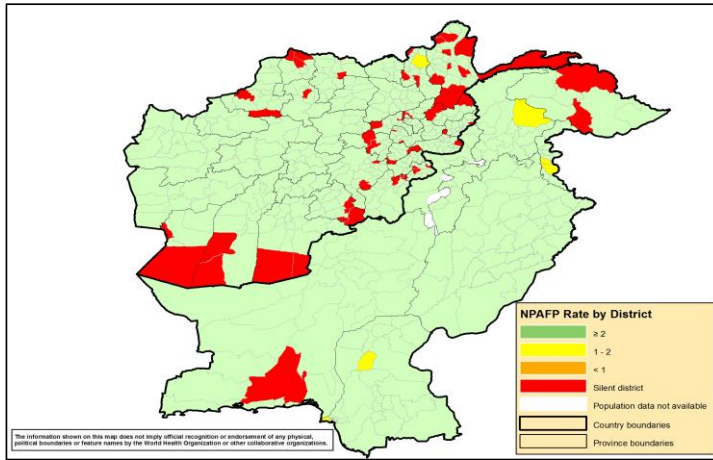 NPAFP Rate by District
≥ 2
1 - 2
< 1
Silent district
Population data not available
Country boundaries
Province boundaries
The information shown on this map does not imply official recognition or endorsement of any physical,
political boundaries or feature names by the World Health Organization or other collaborative organizations.